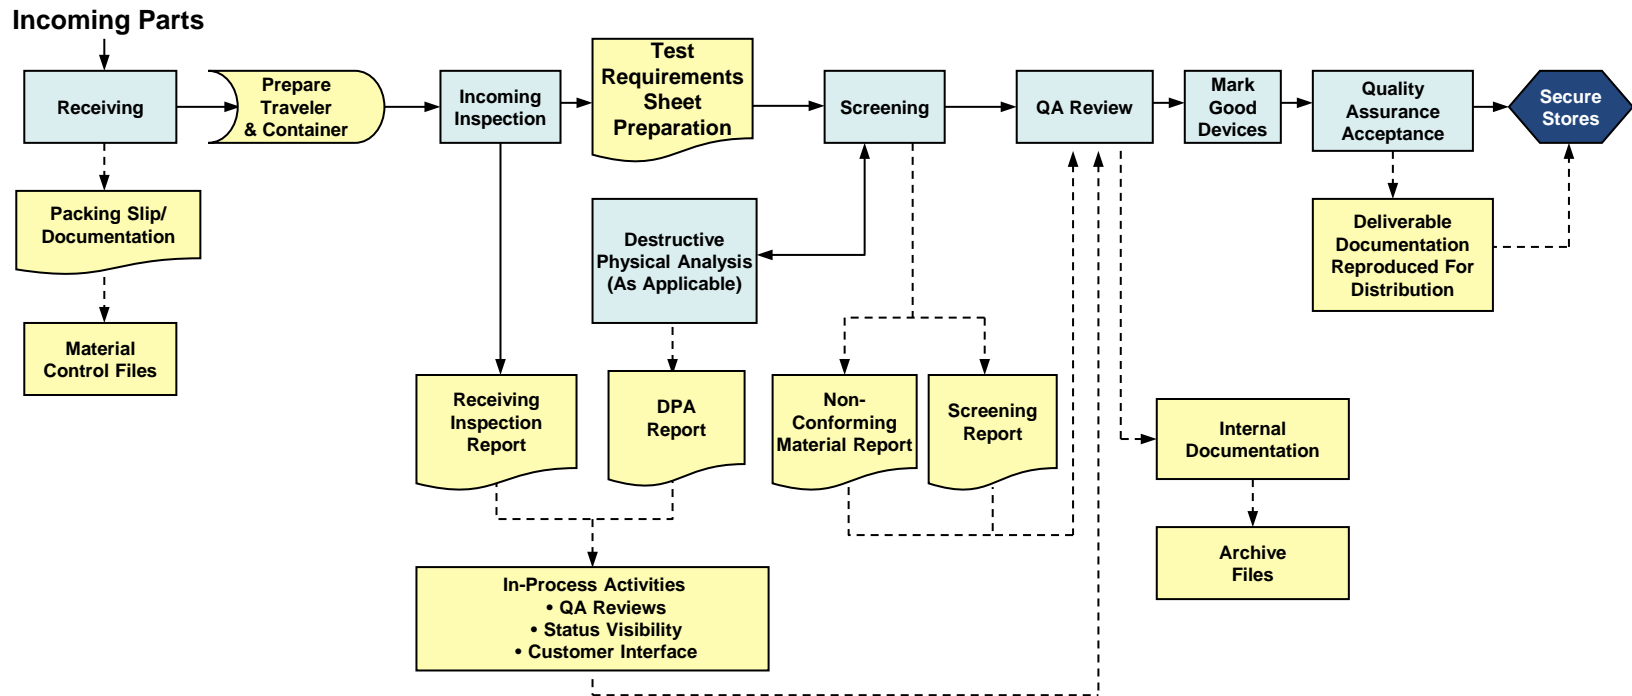 Incoming Parts
Receiving
Prepare
Traveler
& Container
Incoming
Inspection
Test
Requirements
Sheet
Preparation
Screening
QA Review
Mark
Good
Devices
Quality
Assurance
Acceptance
Secure
Stores
Packing Slip/
Documentation
Destructive
Physical Analysis
(As Applicable)
Deliverable
Documentation
Reproduced For
Distribution
Material
Control Files
Receiving
Inspection
Report
DPA
Report
Non-
Conforming
Material Report
Screening
Report
Internal
Documentation
Archive
Files
In-Process Activities
• QA Reviews
• Status Visibility
• Customer Interface